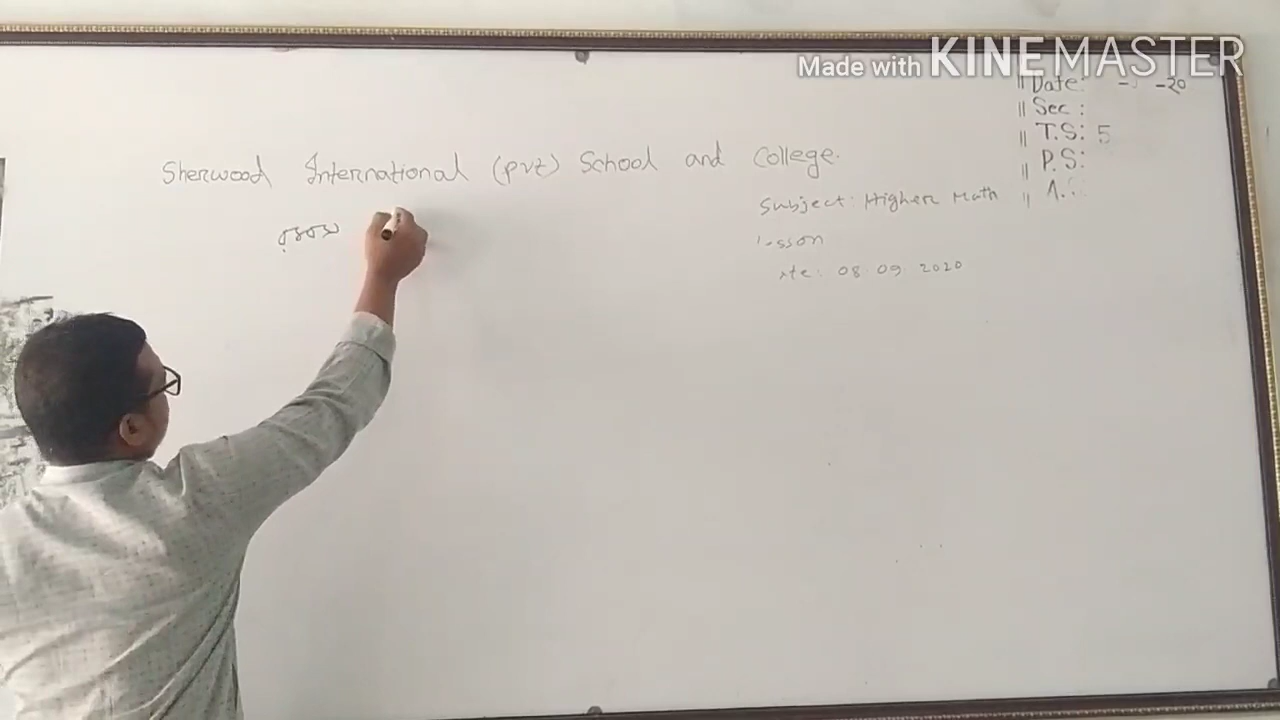 Made with KINEMASTER
|| Date: - -20
|| Sec :
|| T.S: 5
|| P.S:
||
Sherwood International (pvt) School and College.
Subject: Higher Math
Date: 08.09.2020